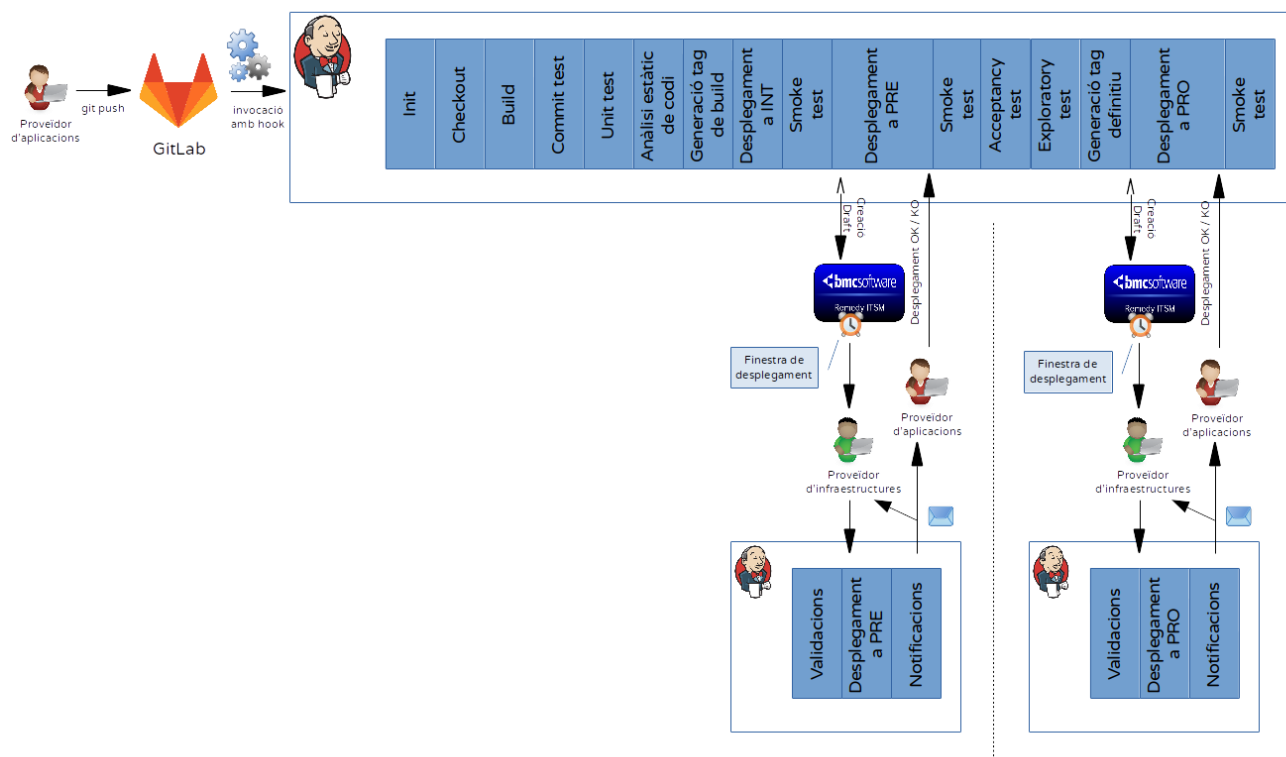 Proveïdor
d'aplicacions
git push
GitLab
invocació
amb hook
Init
Checkout
Build
Commit test
Unit test
Anàlisi estàtic
de codi
Generació tag
de build
Desplegament
a INT
Smoke
test
Desplegament
a PRE
Smoke
test
Acceptancy
test
Exploratory
test
Generació tag
definitiu
Desplegament
a PRO
Smoke
test
Creació
Draft
Desplegament OK / KO
bmcsoftware
Remedy ITSM
Finestra de
desplegament
Proveïdor
d'aplicacions
Proveïdor
d'infraestructures
Validacions
Desplegament
a PRE
Notificacions
Creació
Draft
Desplegament OK / KO
bmcsoftware
Remedy ITSM
Finestra de
desplegament
Proveïdor
d'aplicacions
Proveïdor
d'infraestructures
Validacions
Desplegament
a PRO
Notificacions